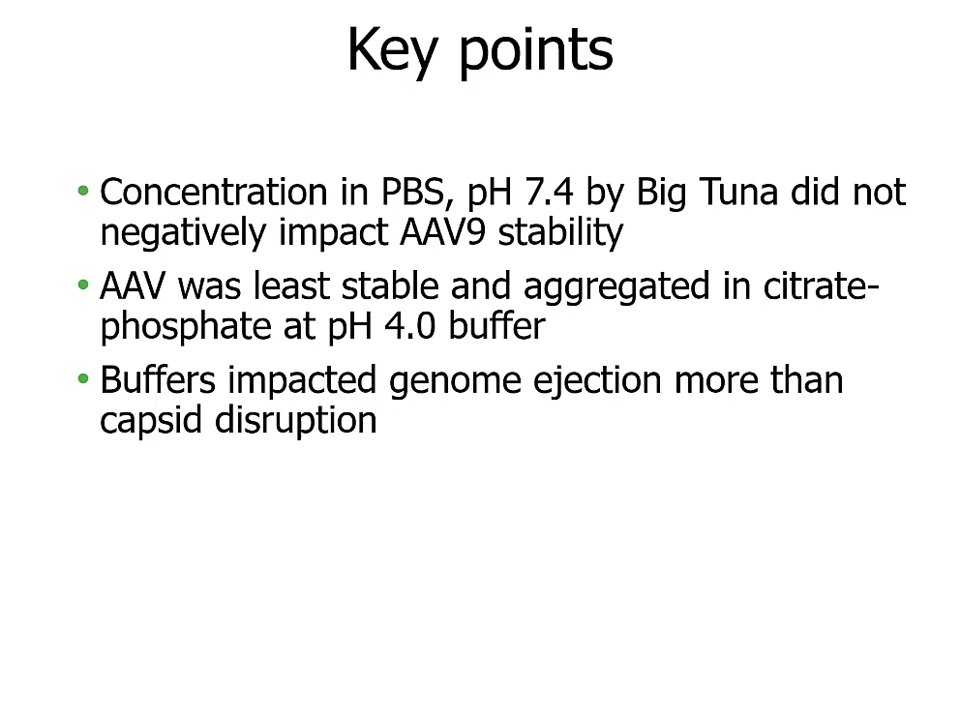 Key points
• Concentration in PBS, pH 7.4 by Big Tuna did not
negatively impact AAV9 stability
• AAV was least stable and aggregated in citrate-
phosphate at pH 4.0 buffer
• Buffers impacted genome ejection more than
capsid disruption